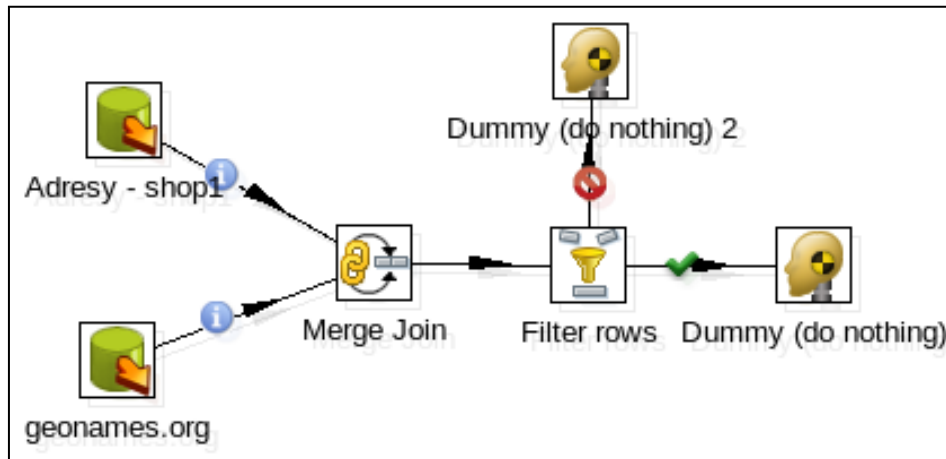 Dummy (do nothing) 2
Adresy - shop1
Merge Join
Filter rows
Dummy (do nothing)
geonames.org